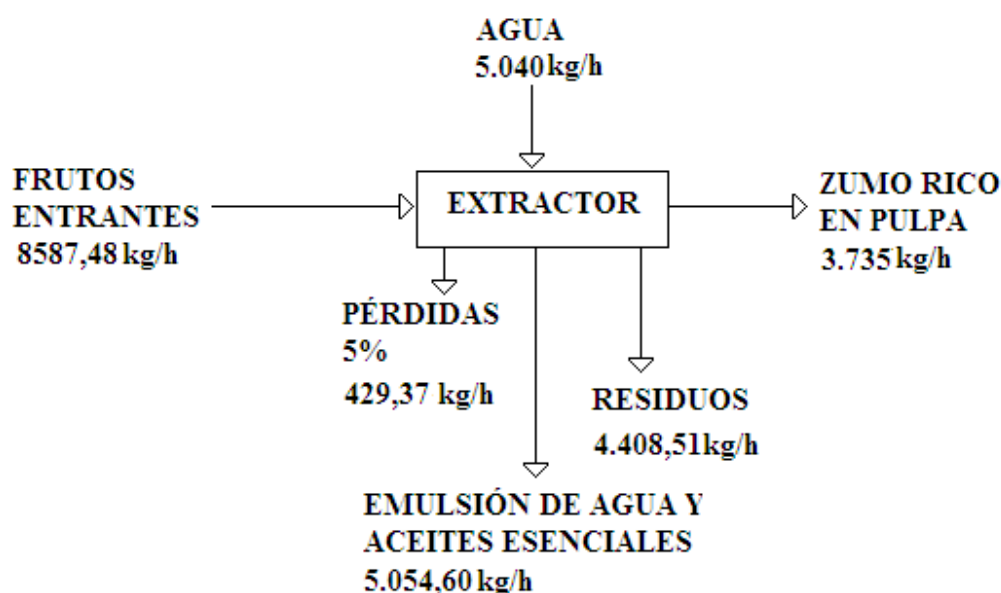 AGUA
5.040 kg/h
FRUTOS
ENTRANTES
8587,48 kg/h
EXTRACTOR
ZUMO RICO
EN PULPA
3.735 kg/h
PÉRDIDAS
5%
429,37 kg/h
RESIDUOS
4.408,51kg/h
EMULSIÓN DE AGUA Y
ACEITES ESENCIALES
5.054,60 kg/h